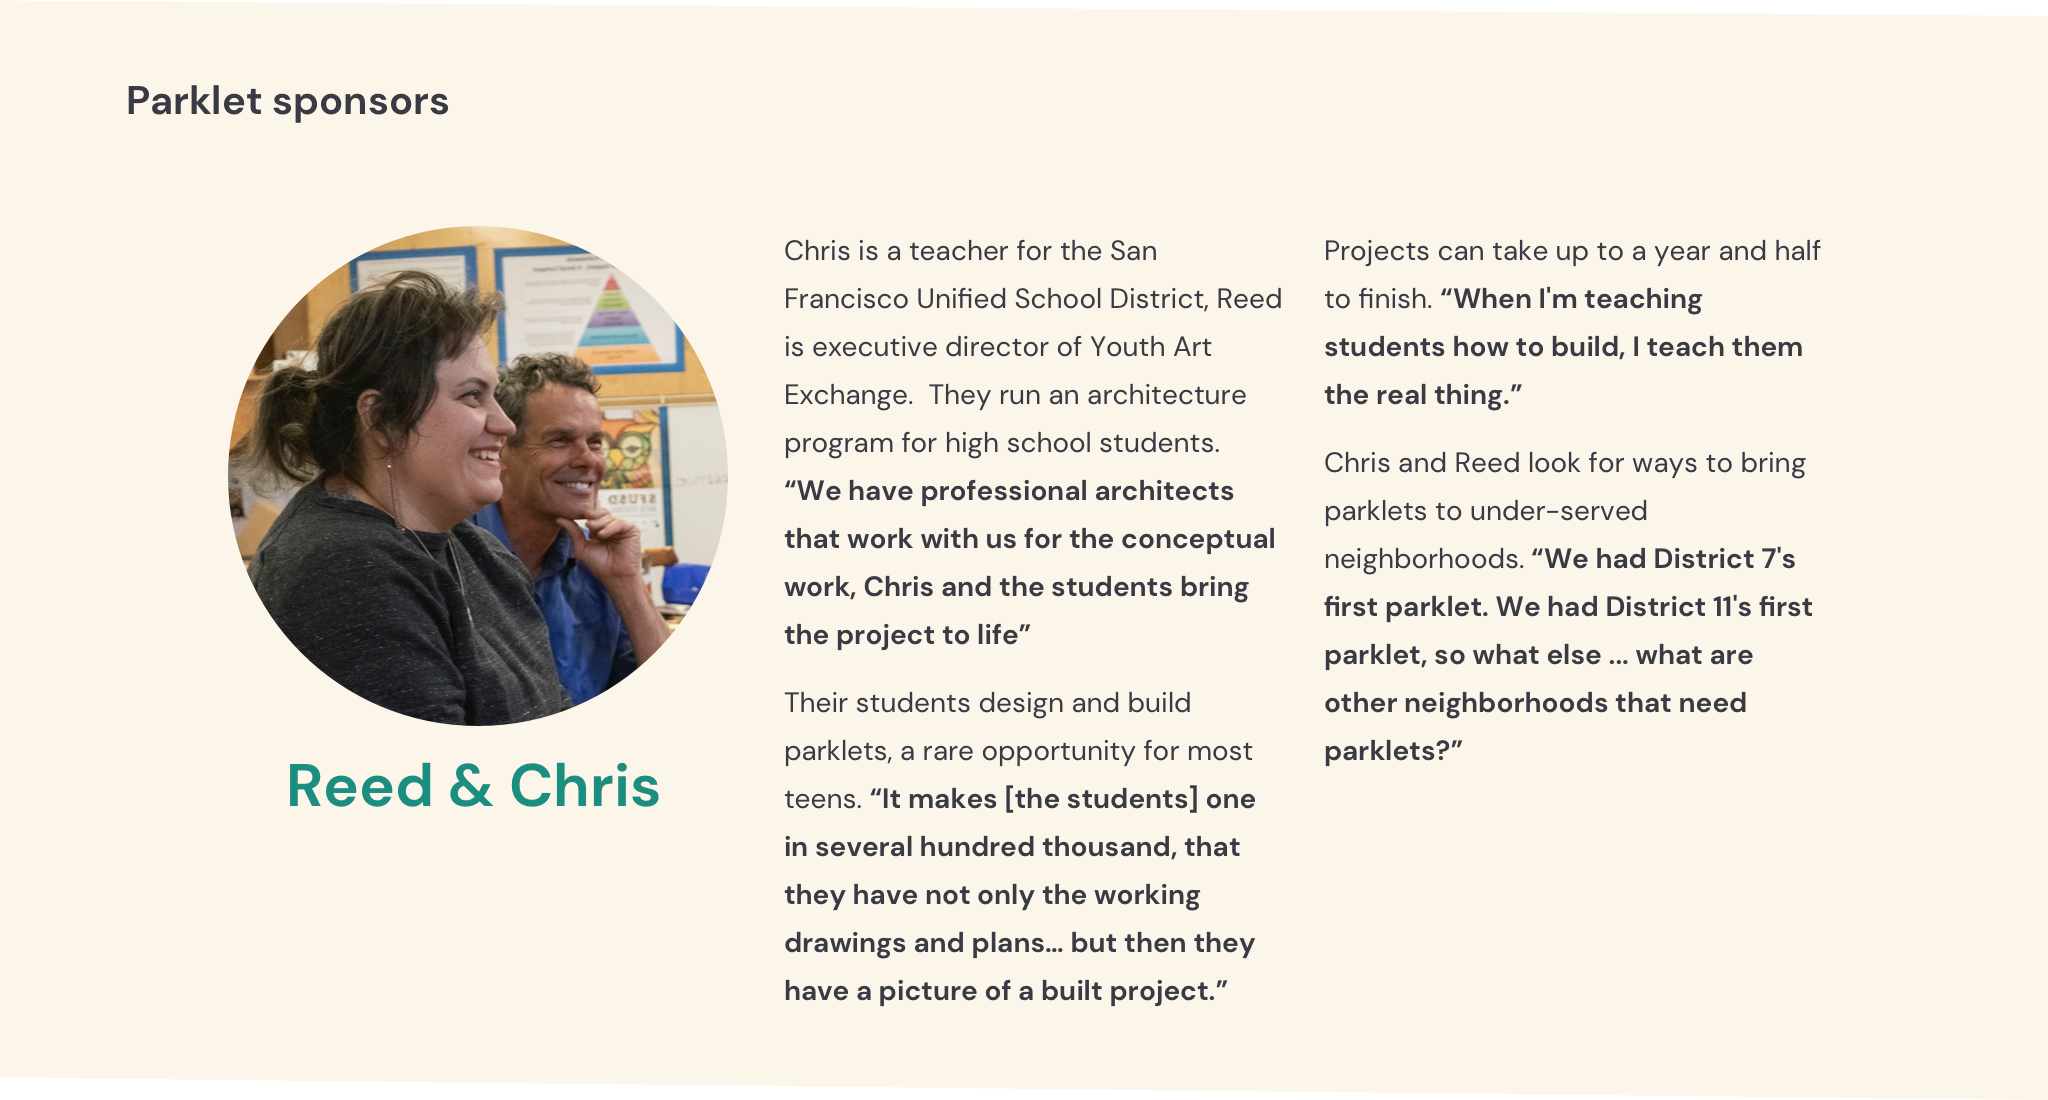 Parklet sponsors
Reed & Chris
Chris is a teacher for the San
Francisco Unified School District, Reed
is executive director of Youth Art
Exchange.  They run an architecture
program for high school students.
“We have professional architects
that work with us for the conceptual
work, Chris and the students bring
the project to life”
Their students design and build
parklets, a rare opportunity for most
teens. “It makes [the students] one
in several hundred thousand, that
they have not only the working
drawings and plans... but then they
have a picture of a built project.”
Projects can take up to a year and half
to finish. “When I'm teaching
students how to build, I teach them
the real thing.”
Chris and Reed look for ways to bring
parklets to under-served
neighborhoods. “We had District 7's
first parklet. We had District 11's first
parklet, so what else ... what are
other neighborhoods that need
parklets?”
SFUSD